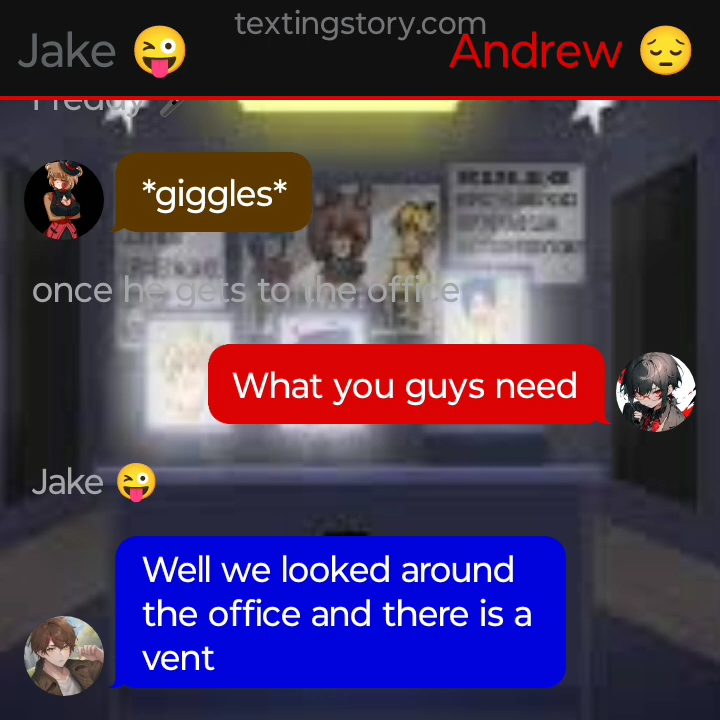 textingstory.com
Jake 😜 Andrew 😔
Freddy 🎤
*giggles*
once he gets to the office
What you guys need
Jake 😜
Well we looked around
the office and there is a
vent